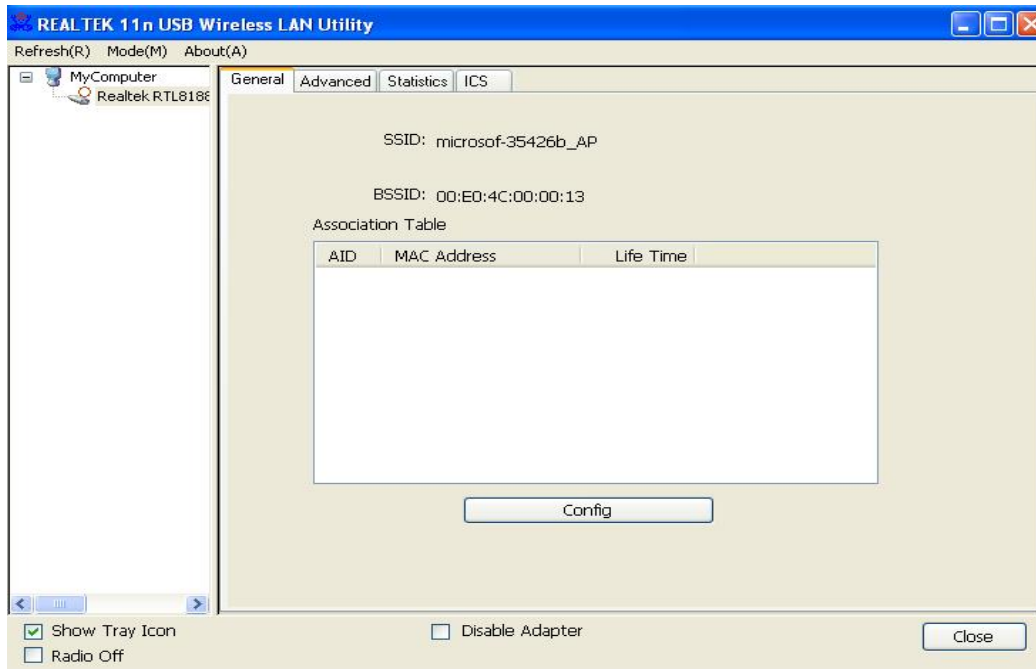 REALTEK 11n USB Wireless LAN Utility
Refresh(R) Mode(M) About(A)
MyComputer
Realtek RTL8188
General Advanced Statistics ICS
SSID: microsof-35426b_AP
BSSID: 00:E0:4C:00:00:13
Association Table
AID MAC Address Life Time
Config
Show Tray Icon
Disable Adapter
Radio Off
Close